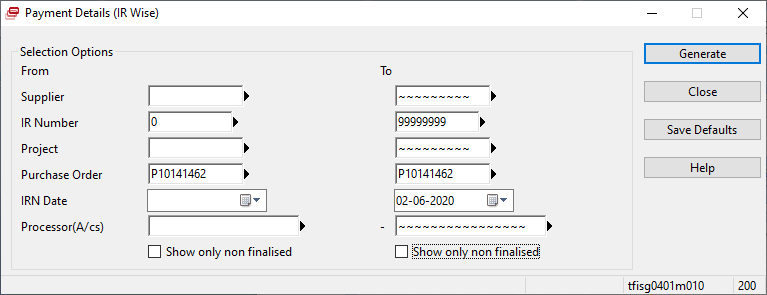 Payment Details (IR Wise)
Selection Options
From To
Supplier ~~~~~~~~~
IR Number 0 99999999
Project ~~~~~~~~~
Purchase Order P10141462 P10141462
IRN Date 02-06-2020
Processor(A/cs) - ~~~~~~~~~~~~~~~~
Show only non finalised Show only non finalised
Generate
Close
Save Defaults
Help
tfisg0401m010 200